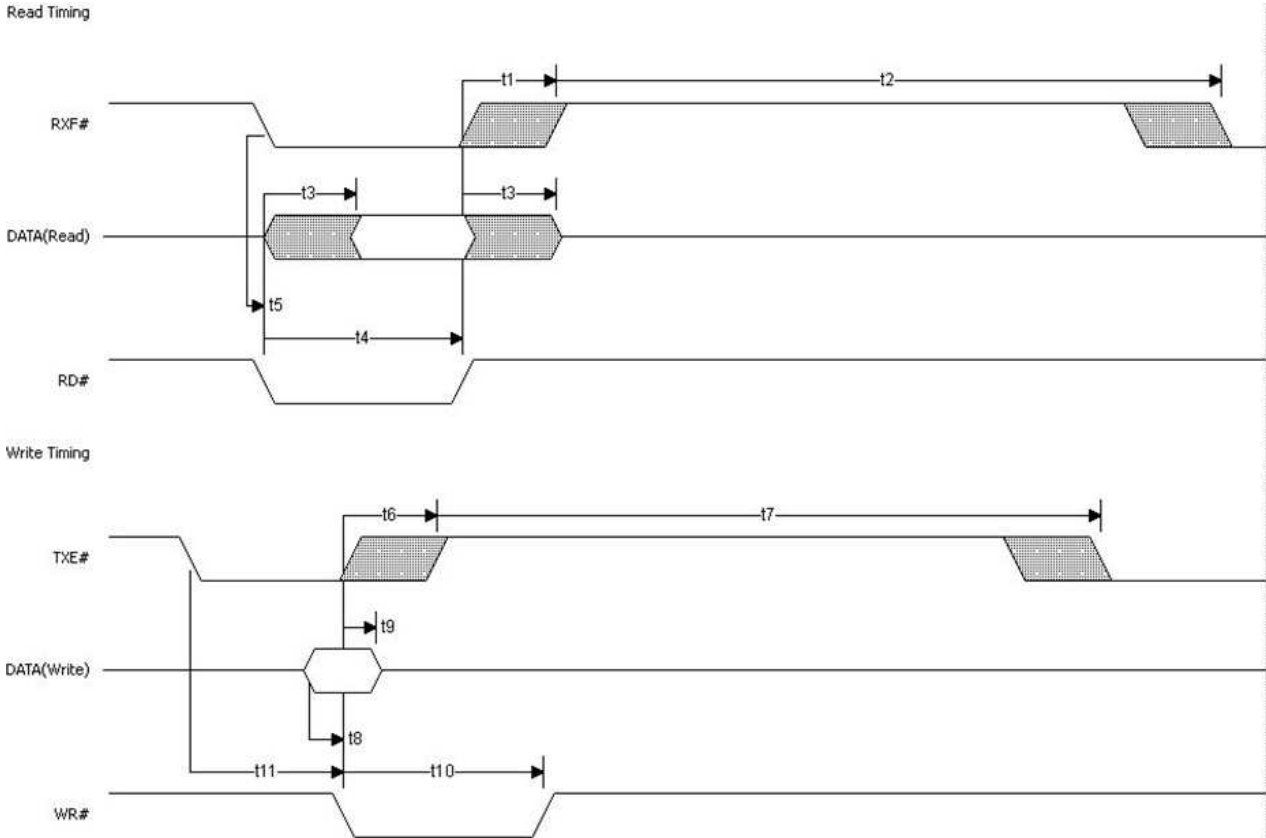 Read Timing
t1
t2
RXF#
t3
t3
DATA(Read)
t5
t4
RD#
Write Timing
t6
t7
TXE#
t9
DATA(Write)
t8
t11
t10
WR#